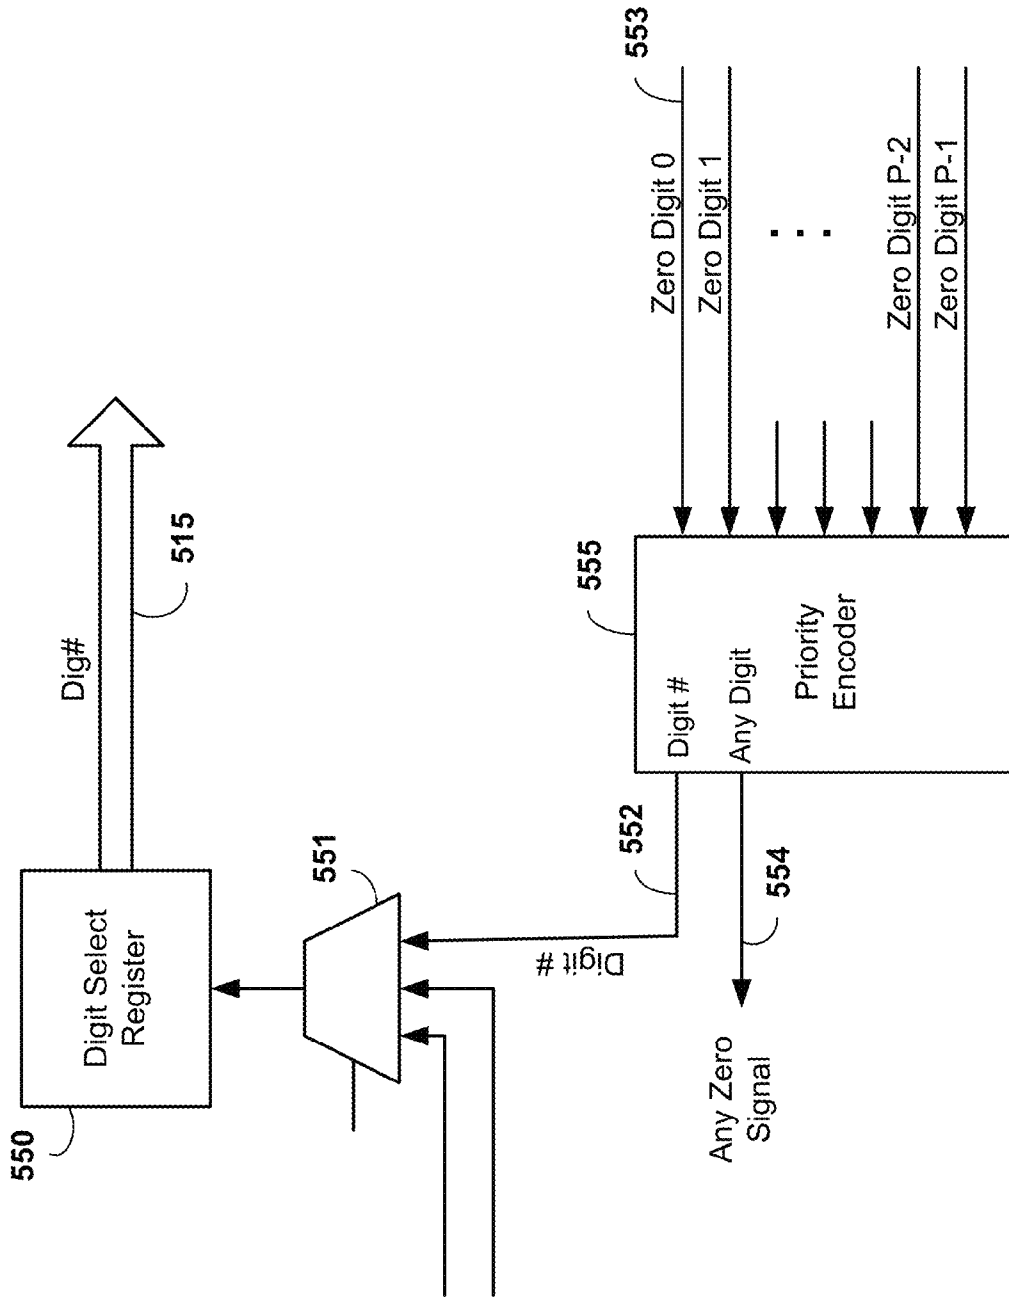 550
Digit Select
Register
Dig#
515
551
Digit #
552
554
Any Zero
Signal
555
Digit #
Any Digit
Priority
Encoder
553
Zero Digit 0
Zero Digit 1
. . .
Zero Digit P-2
Zero Digit P-1